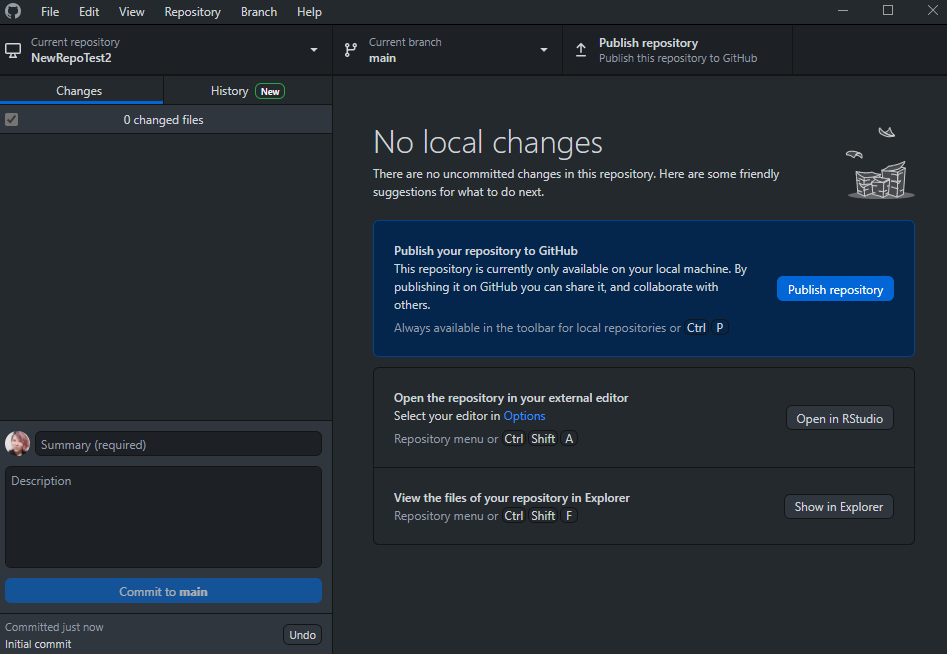 File Edit View Repository Branch Help
Current repository
NewRepoTest2
Current branch
main
Publish repository
Publish this repository to GitHub
Changes
History New
0 changed files
No local changes
There are no uncommitted changes in this repository. Here are some friendly
suggestions for what to do next.
Publish your repository to GitHub
This repository is currently only available on your local machine. By
publishing it on GitHub you can share it, and collaborate with
others.
Always available in the toolbar for local repositories or Ctrl P
Publish repository
Open the repository in your external editor
Select your editor in Options
Repository menu or Ctrl Shift A
Open in RStudio
View the files of your repository in Explorer
Repository menu or Ctrl Shift F
Show in Explorer
Summary (required)
Description
Commit to main
Committed just now
Initial commit
Undo